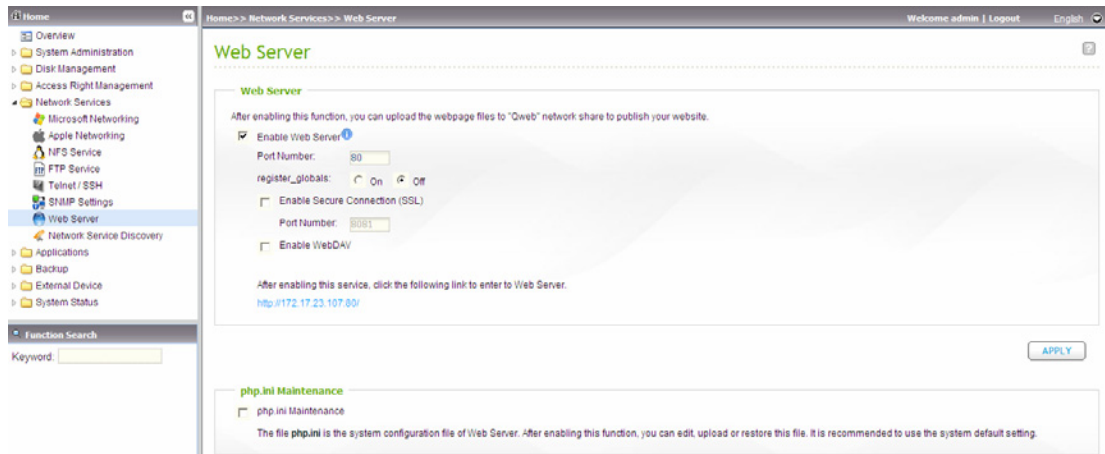 Home
Home>> Network Services>> Web Server
Welcome admin | Logout
English
Overview
System Administration
Disk Management
Access Right Management
Network Services
Microsoft Networking
Apple Networking
NFS Service
FTP Service
Telnet / SSH
SNMP Settings
Web Server
Network Service Discovery
Applications
Backup
External Device
System Status
Function Search
Keyword:
Web Server
Web Server
After enabling this function, you can upload the webpage files to "Qweb" network share to publish your website.
Enable Web Server
Port Number: 80
register_globals: On Off
Enable Secure Connection (SSL)
Port Number: 8081
Enable WebDAV
After enabling this service, click the following link to enter to Web Server.
http://172.17.23.107:80/
APPLY
php.ini Maintenance
php.ini Maintenance
The file php.ini is the system configuration file of Web Server. After enabling this function, you can edit, upload or restore this file. It is recommended to use the system default setting.